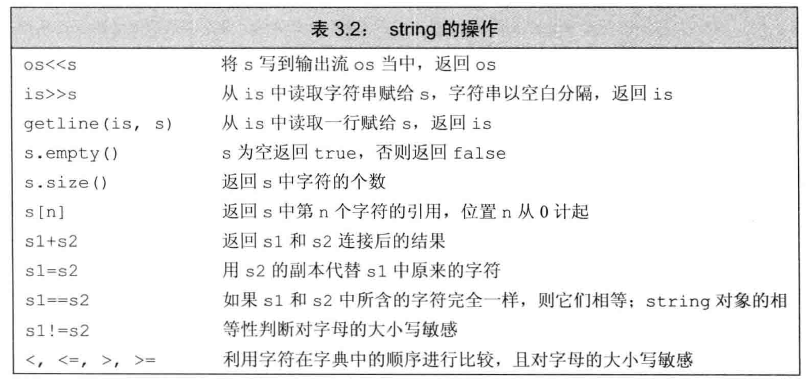 表 3.2： string 的操作
os<<s 将 s 写到输出流 os 当中，返回 os
is>>s 从 is 中读取字符串赋给 s，字符串以空白分隔，返回 is
getline(is, s) 从 is 中读取一行赋给 s，返回 is
s.empty() s 为空返回 true，否则返回 false
s.size() 返回 s 中字符的个数
s[n] 返回 s 中第 n 个字符的引用，位置 n 从 0 计起
s1+s2 返回 s1 和 s2 连接后的结果
s1=s2 用 s2 的副本代替 s1 中原来的字符
s1==s2 如果 s1 和 s2 中所含的字符完全一样，则它们相等；string 对象的相
s1!=s2 等性判断对字母的大小写敏感
<, <=, >, >= 利用字符在字典中的顺序进行比较，且对字母的大小写敏感